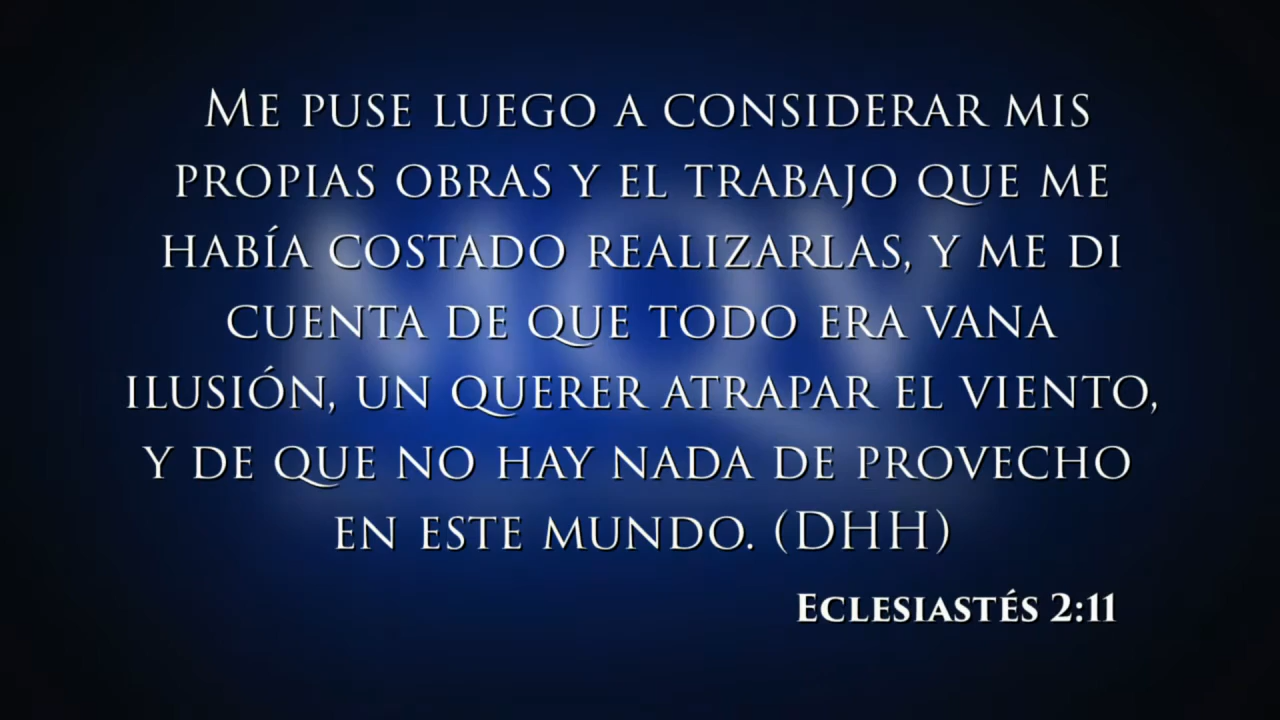 Me puse luego a considerar mis
propias obras y el trabajo que me
había costado realizarlas, y me di
cuenta de que todo era vana
ilusión, un querer atrapar el viento,
y de que no hay nada de provecho
en este mundo. (DHH)
Eclesiastés 2:11